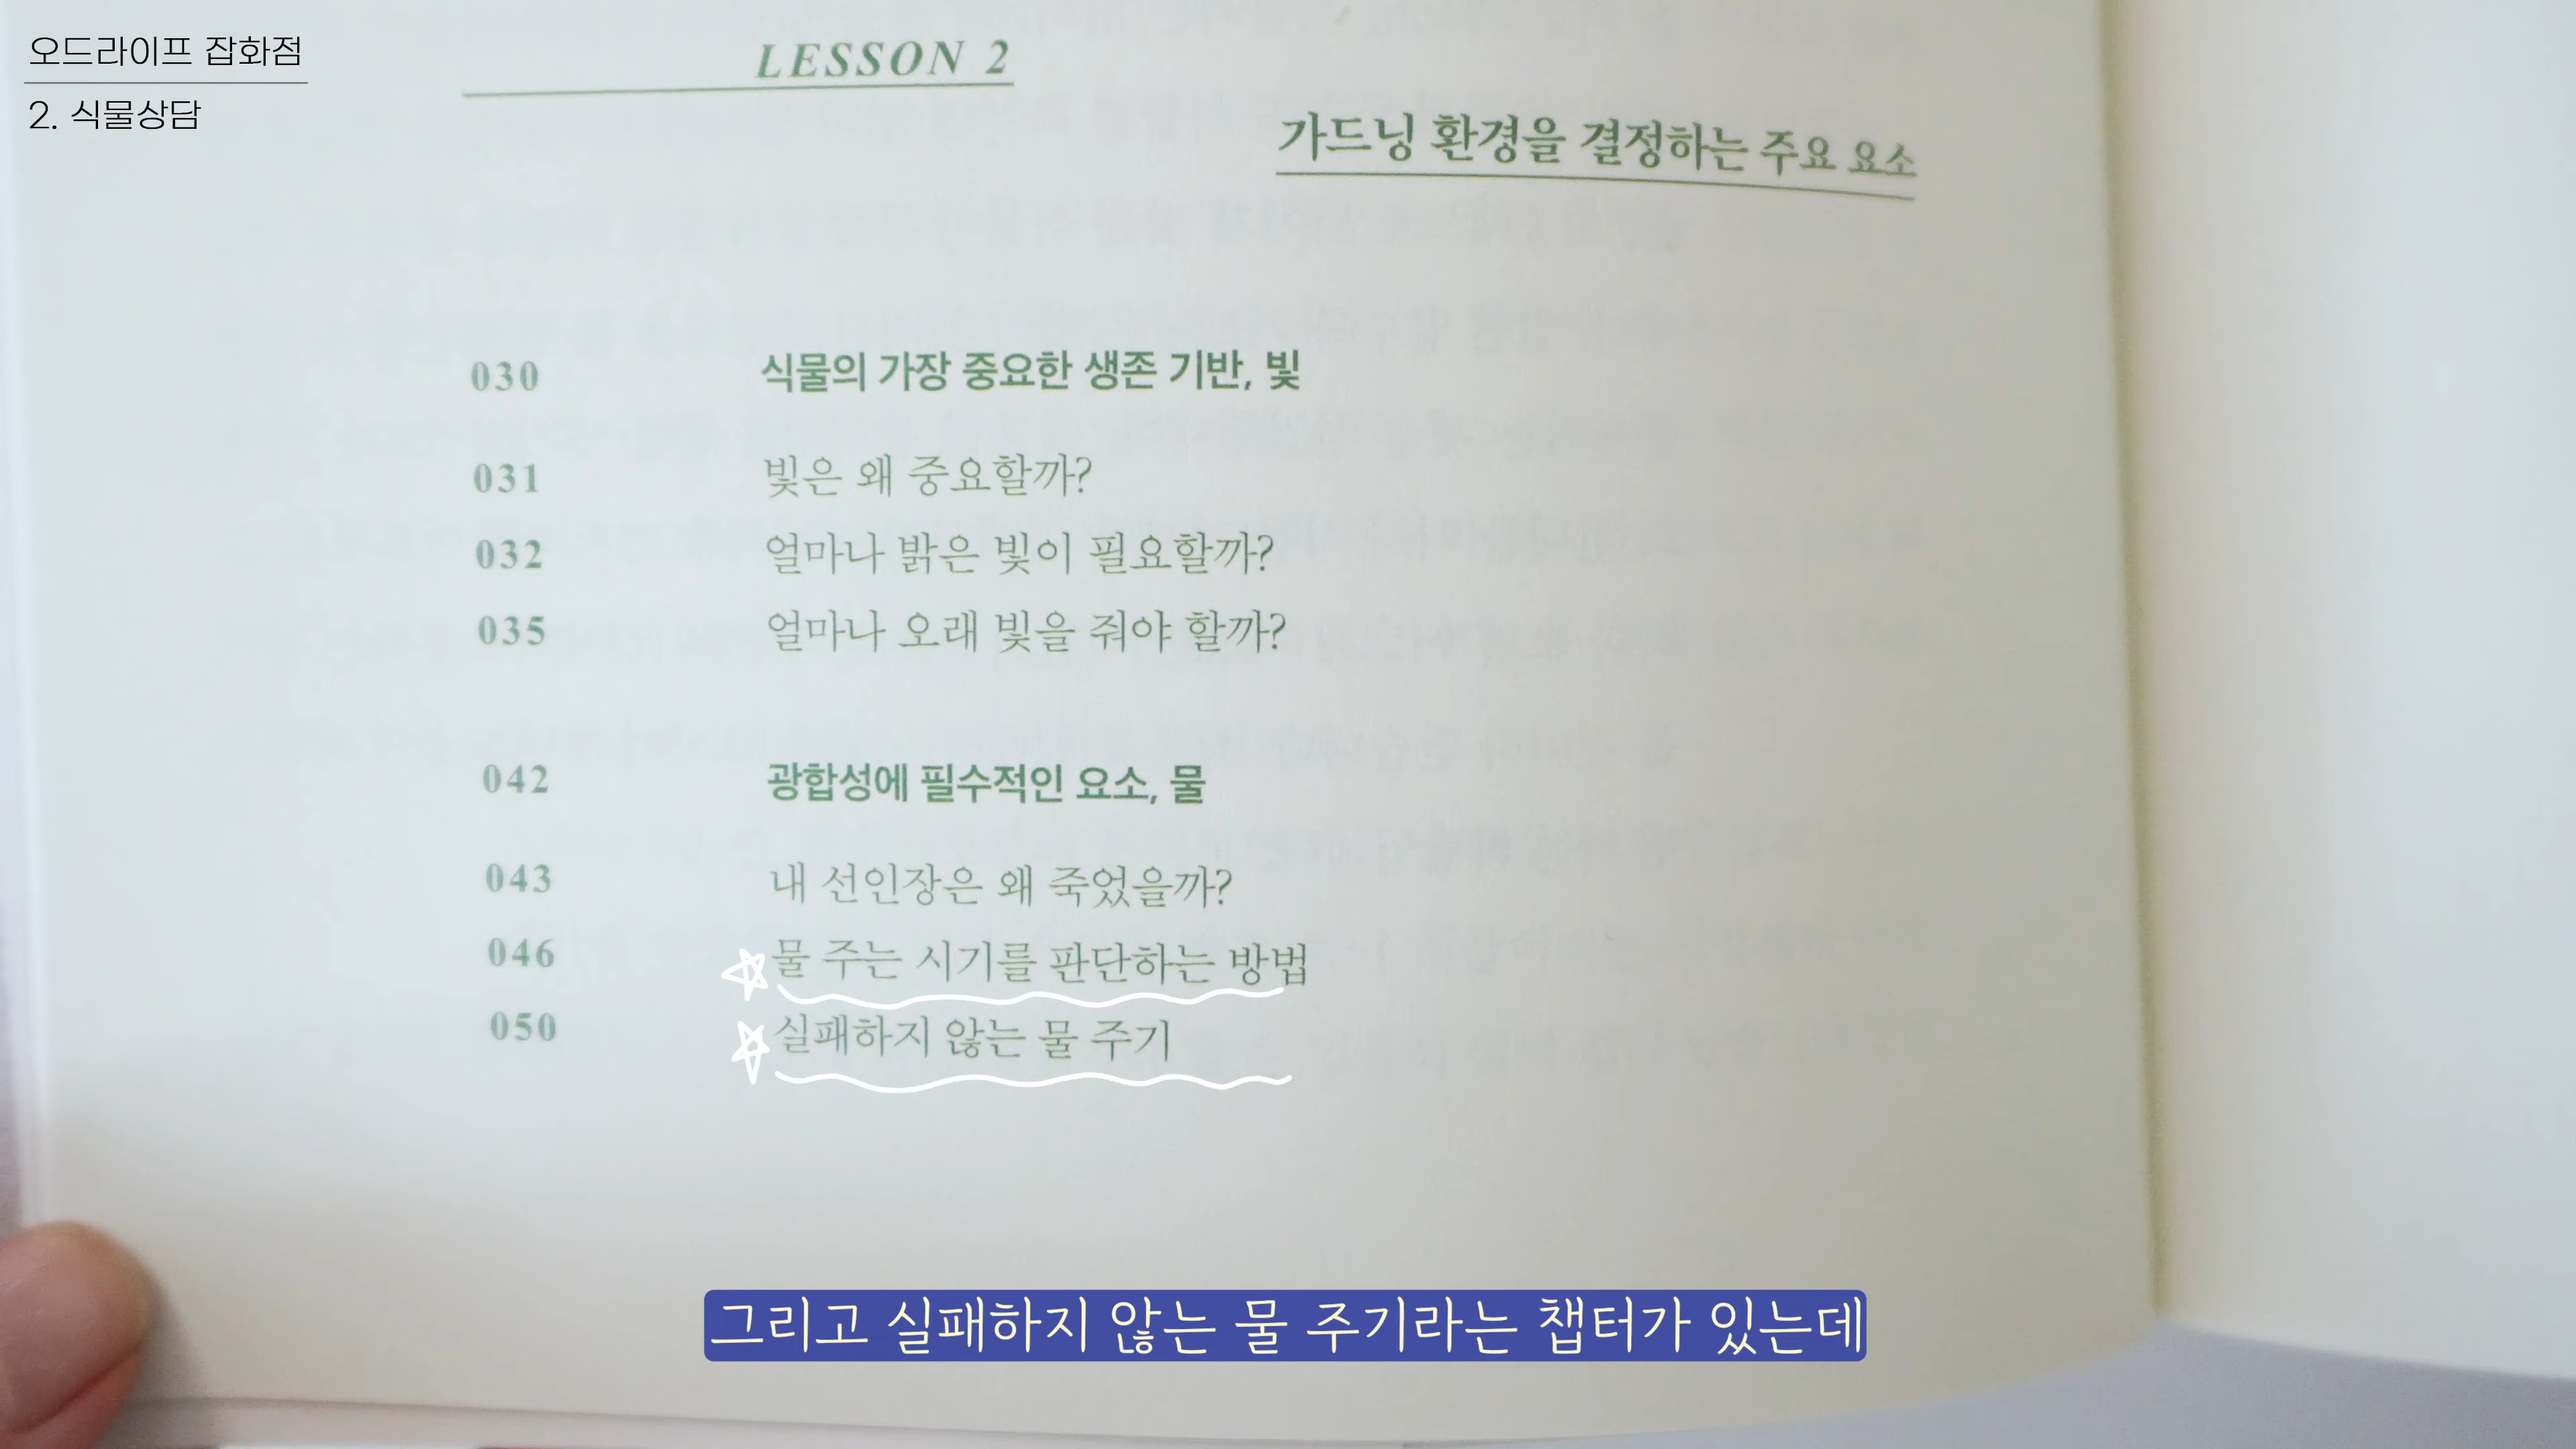 오드라이프 잡화점
2. 식물상담
LESSON 2
가드닝 환경을 결정하는 주요 요소
030 식물의 가장 중요한 생존 기반, 빛
031 빛은 왜 중요할까?
032 얼마나 밝은 빛이 필요할까?
035 얼마나 오래 빛을 줘야 할까?
042 광합성에 필수적인 요소, 물
043 내 선인장은 왜 죽었을까?
046 물 주는 시기를 판단하는 방법
050 실패하지 않는 물 주기
그리고 실패하지 않는 물 주기라는 챕터가 있는데